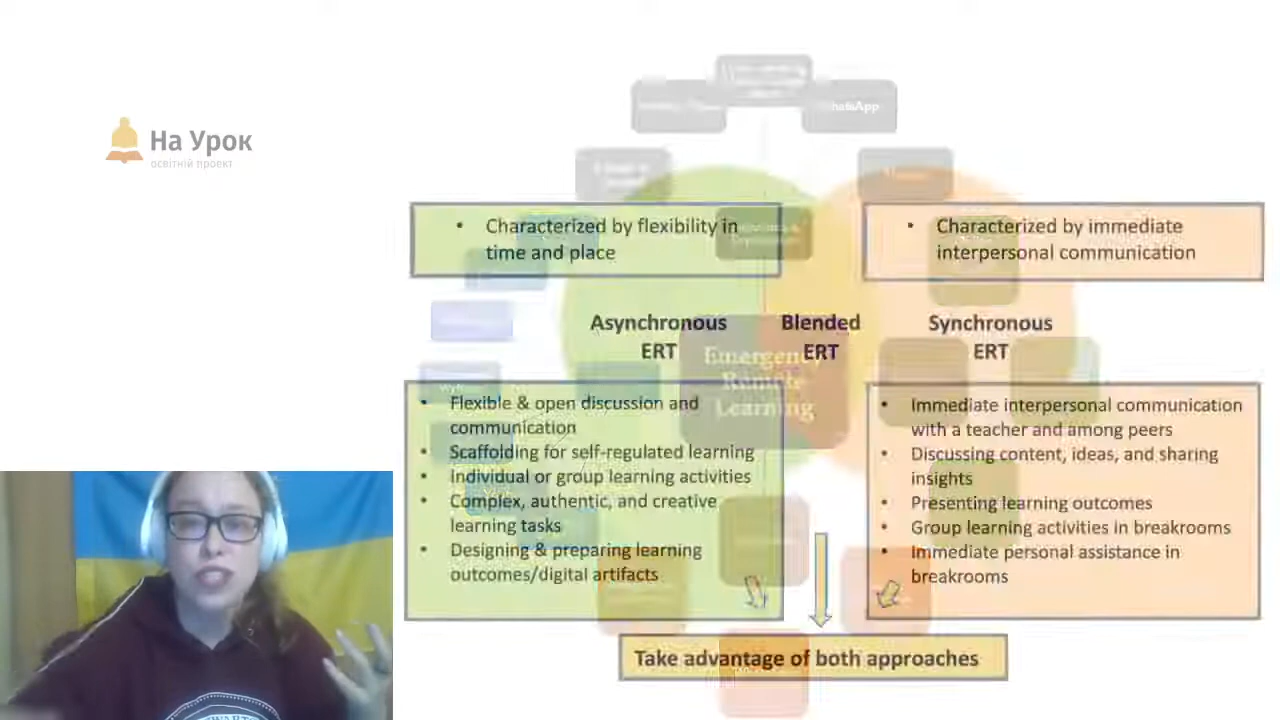 На Урок
освітній проект
WhatsApp
• Characterized by flexibility in
time and place
• Characterized by immediate
interpersonal communication
Asynchronous
ERT
Blended
ERT
Synchronous
ERT
Emergency
Remote
Learning
• Flexible & open discussion and
communication
• Scaffolding for self-regulated learning
• Individual or group learning activities
• Complex, authentic, and creative
learning tasks
• Designing & preparing learning
outcomes/digital artifacts
• Immediate interpersonal communication
with a teacher and among peers
• Discussing content, ideas, and sharing
insights
• Presenting learning outcomes
• Group learning activities in breakrooms
• Immediate personal assistance in
breakrooms
Take advantage of both approaches